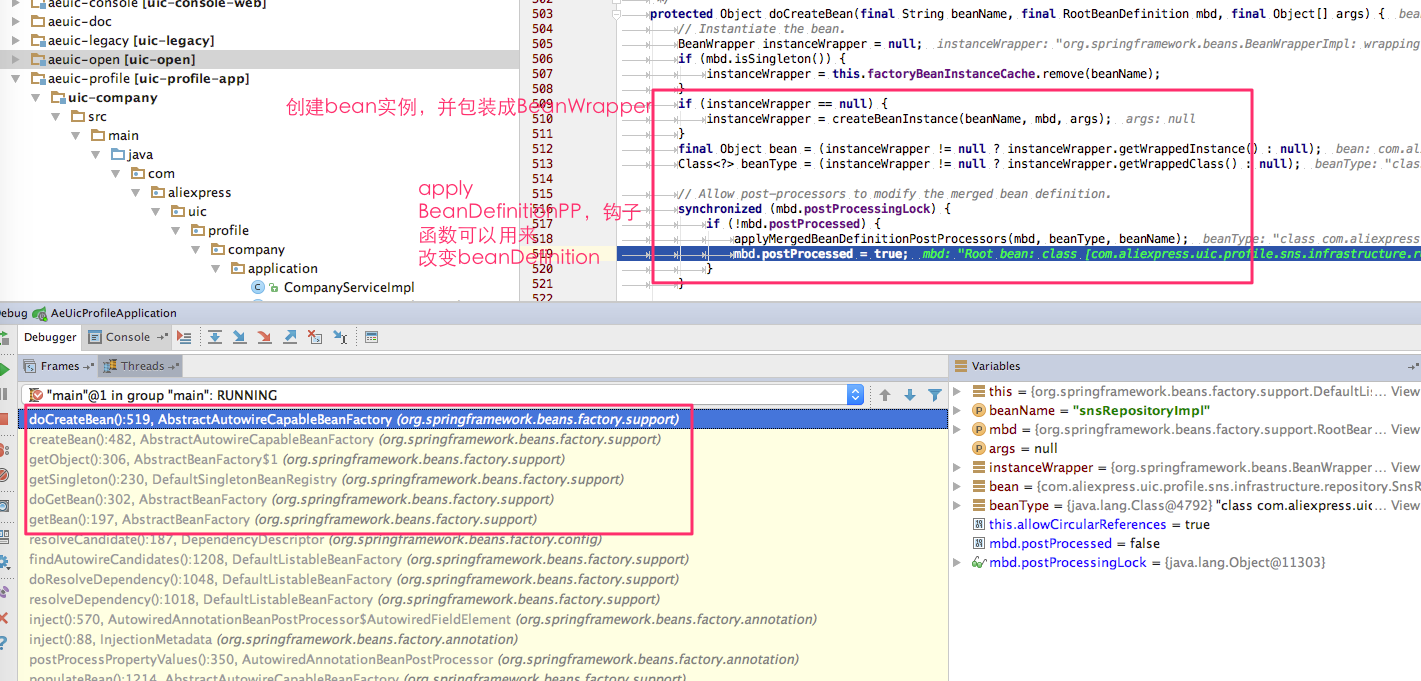 aeuic-console [uic-console-web]
aeuic-doc
aeuic-legacy [uic-legacy]
aeuic-open [uic-open]
aeuic-profile [uic-profile-app]
uic-company
src
main
java
com
aliexpress
uic
profile
company
application
CompanyServiceImpl
创建bean实例，并包装成BeanWrapper
apply
BeanDefinitionPP，钩子
函数可以用来
改变beanDefinition
502
503 protected Object doCreateBean(final String beanName, final RootBeanDefinition mbd, final Object[] args) {
504 // Instantiate the bean.
505 BeanWrapper instanceWrapper = null; instanceWrapper: "org.springframework.beans.BeanWrapperImpl: wrapping
506 if (mbd.isSingleton()) {
507 instanceWrapper = this.factoryBeanInstanceCache.remove(beanName);
508 }
509 if (instanceWrapper == null) {
510 instanceWrapper = createBeanInstance(beanName, mbd, args); args: null
511 }
512 final Object bean = (instanceWrapper != null ? instanceWrapper.getWrappedInstance() : null); bean: com.al
513 Class<?> beanType = (instanceWrapper != null ? instanceWrapper.getWrappedClass() : null); beanType: "clas
514
515 // Allow post-processors to modify the merged bean definition.
516 synchronized (mbd.postProcessingLock) {
517 if (!mbd.postProcessed) {
518 applyMergedBeanDefinitionPostProcessors(mbd, beanType, beanName); beanType: "class com.aliexpress
519 mbd.postProcessed = true; mbd: "Root bean: class [com.aliexpress.uic.profile.sns.infrastructure.r
520 }
521 }
522
Debug AeUicProfileApplication
Debugger Console
Frames Threads
"main"@1 in group "main": RUNNING
doCreateBean():519, AbstractAutowireCapableBeanFactory (org.springframework.beans.factory.support)
createBean():482, AbstractAutowireCapableBeanFactory (org.springframework.beans.factory.support)
getObject():306, AbstractBeanFactory$1 (org.springframework.beans.factory.support)
getSingleton():230, DefaultSingletonBeanRegistry (org.springframework.beans.factory.support)
doGetBean():302, AbstractBeanFactory (org.springframework.beans.factory.support)
getBean():197, AbstractBeanFactory (org.springframework.beans.factory.support)
resolveCandidate():187, DependencyDescriptor (org.springframework.beans.factory.config)
findAutowireCandidates():1208, DefaultListableBeanFactory (org.springframework.beans.factory.support)
doResolveDependency():1048, DefaultListableBeanFactory (org.springframework.beans.factory.support)
resolveDependency():1018, DefaultListableBeanFactory (org.springframework.beans.factory.support)
inject():570, AutowiredAnnotationBeanPostProcessor$AutowiredFieldElement (org.springframework.beans.factory.annotation)
inject():88, InjectionMetadata (org.springframework.beans.factory.annotation)
postProcessPropertyValues():350, AutowiredAnnotationBeanPostProcessor (org.springframework.beans.factory.annotation)
populateBean():1214, AbstractAutowireCapableBeanFactory (org.springframework.beans.factory.support)
Variables
this = {org.springframework.beans.factory.support.DefaultLis... View
beanName = "snsRepositoryImpl"
mbd = {org.springframework.beans.factory.support.RootBear... View
args = null
instanceWrapper = {org.springframework.beans.BeanWrapper... View
bean = {com.aliexpress.uic.profile.sns.infrastructure.repository.SnsR
beanType = {java.lang.Class@4792} "class com.aliexpress.uic... View
this.allowCircularReferences = true
mbd.postProcessed = false
mbd.postProcessingLock = {java.lang.Object@11303}